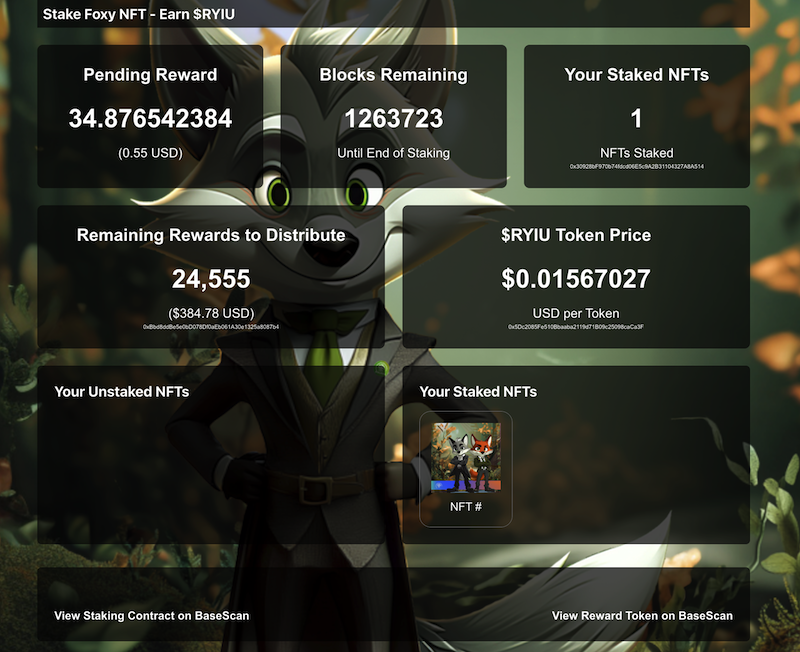 Stake Foxy NFT - Earn $RYIU
Pending Reward
34.876542384
(0.55 USD)
Blocks Remaining
1263723
Until End of Staking
Your Staked NFTs
1
NFTs Staked
Remaining Rewards to Distribute
24,555
($384.78 USD)
$RYIU Token Price
$0.01567027
USD per Token
Your Unstaked NFTs
Your Staked NFTs
NFT #
View Staking Contract on BaseScan
View Reward Token on BaseScan